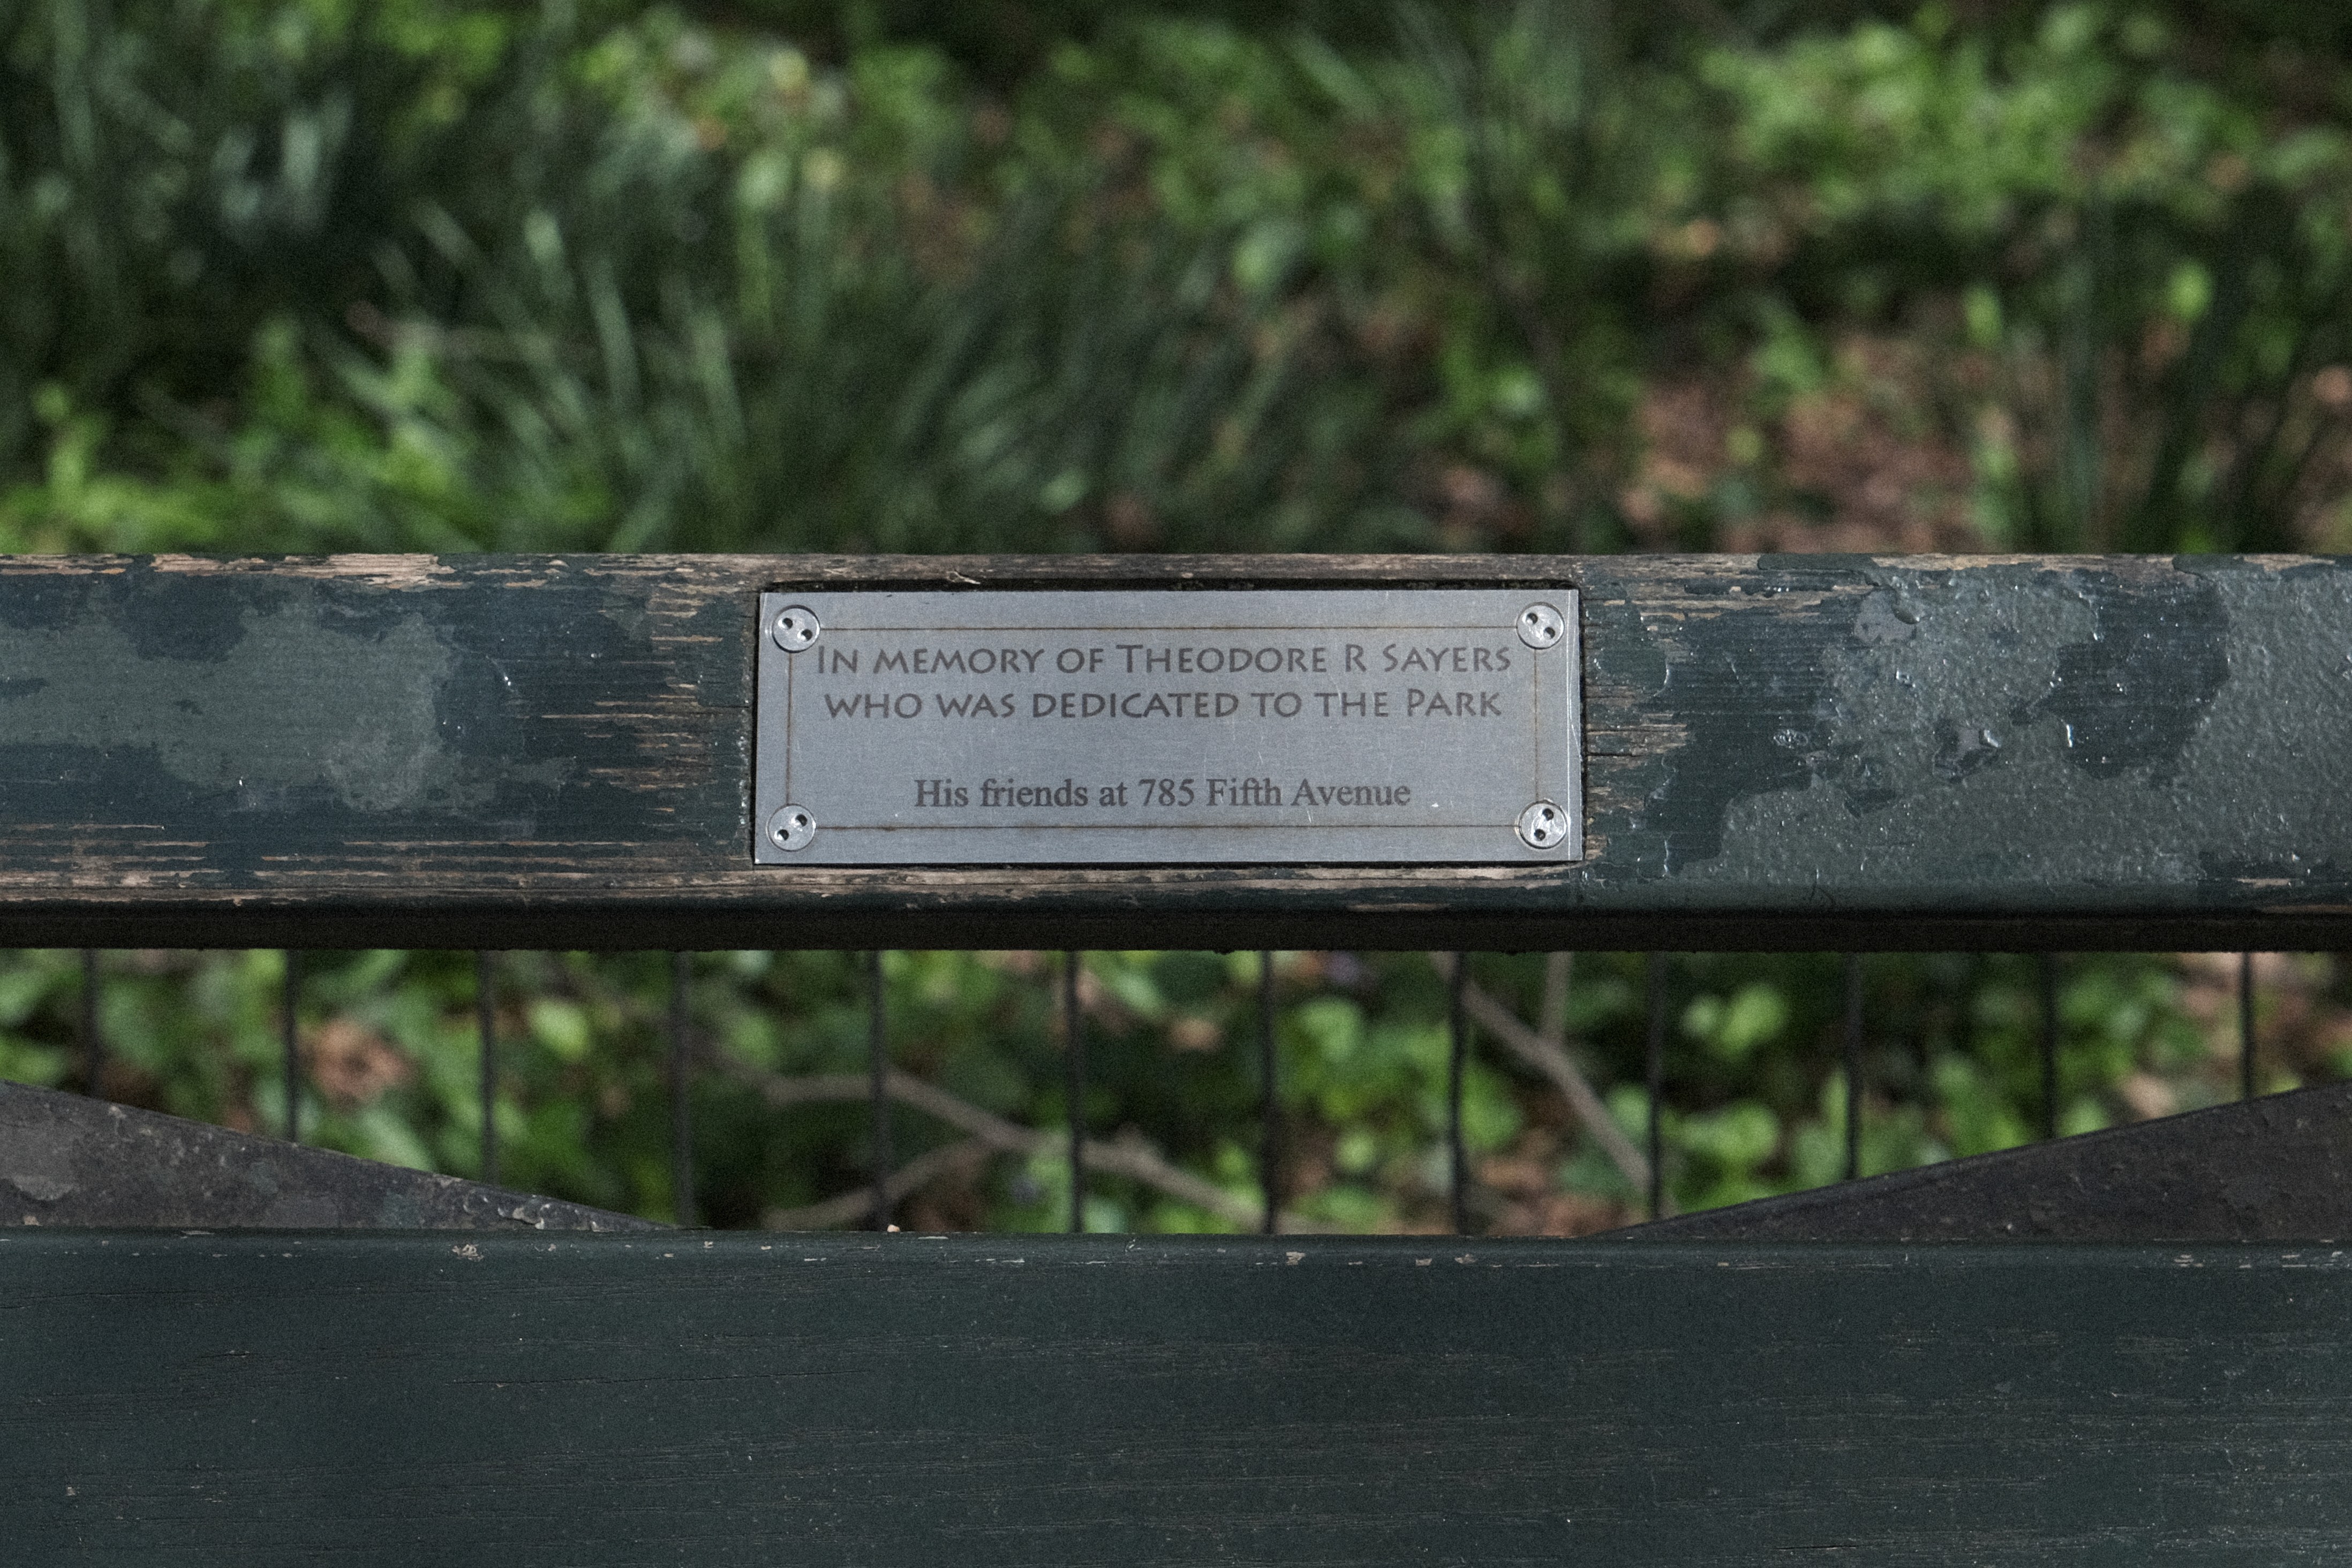 In memory of Theodore R Sayers
who was dedicated to the Park
His friends at 785 Fifth Avenue